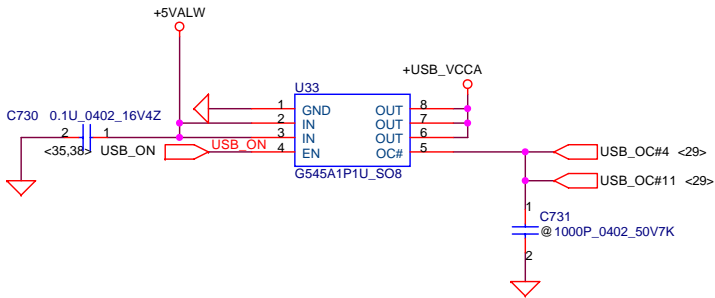 +5VALW
+USB_VCCA
U33
C730 0.1U_0402_16V4Z
1 GND OUT 8
2 IN OUT 7
2 1 3 IN OUT 6
<35,38> USB_ON USB_ON 4 EN OC# 5 USB_OC#4 <29>
G545A1P1U_SO8
USB_OC#11 <29>
1
C731
@ 1000P_0402_50V7K
2